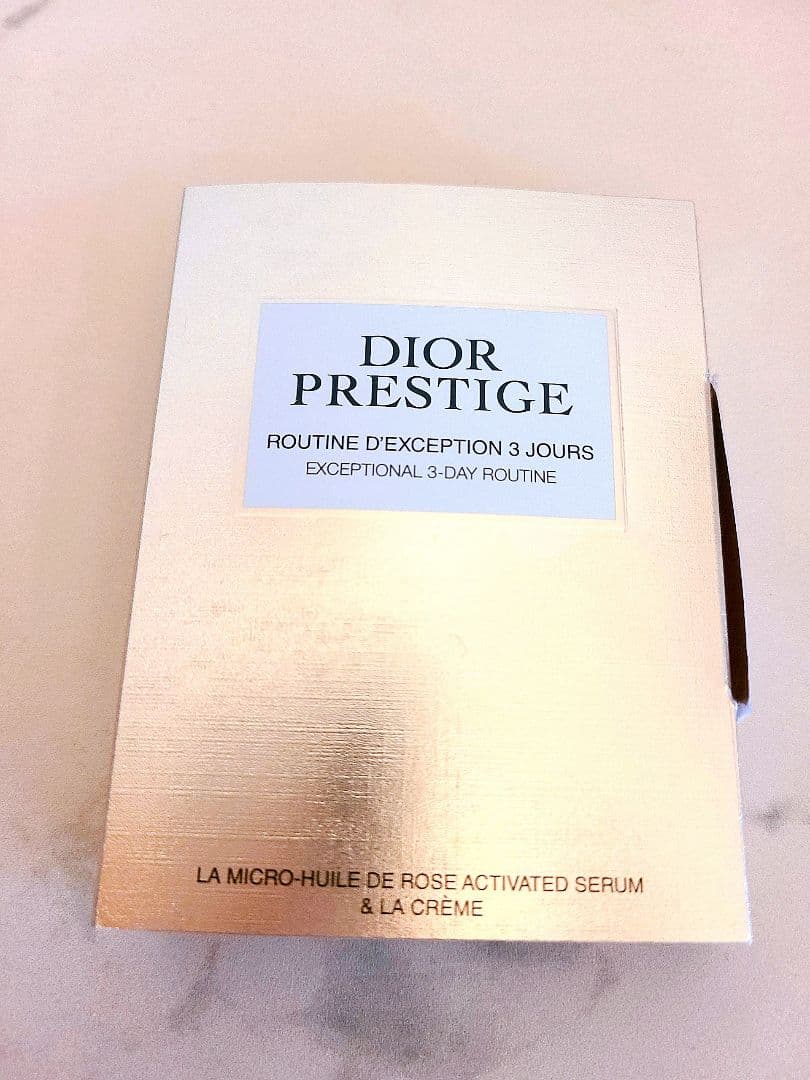 DIOR
PRESTIGE
ROUTINE D'EXCEPTION 3 JOURS
EXCEPTIONAL 3-DAY ROUTINE
LA MICRO-HUILE DE ROSE ACTIVATED SERUM
& LA CRÈME